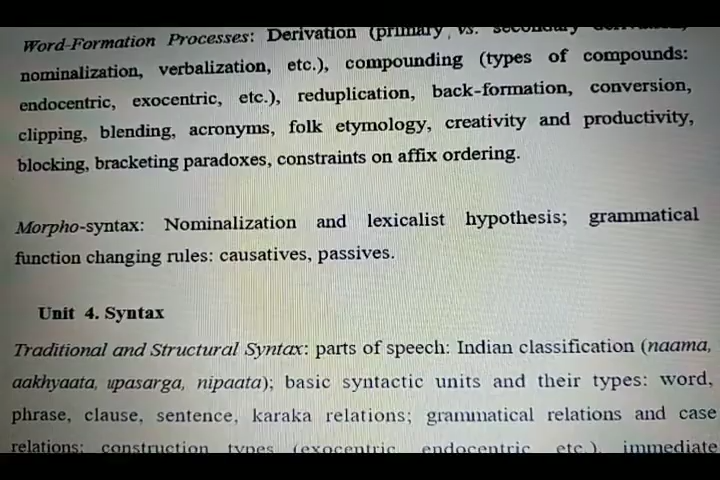 Word-Formation Processes: Derivation (primary vs. secondary
nominalization, verbalization, etc.), compounding (types of compounds:
endocentric, exocentric, etc.), reduplication, back-formation, conversion,
clipping, blending, acronyms, folk etymology, creativity and productivity,
blocking, bracketing paradoxes, constraints on affix ordering.
Morpho-syntax: Nominalization and lexicalist hypothesis; grammatical
function changing rules: causatives, passives.
Unit 4. Syntax
Traditional and Structural Syntax: parts of speech: Indian classification (naama,
aakhyaata, upasarga, nipaata); basic syntactic units and their types: word,
phrase, clause, sentence, karaka relations; grammatical relations and case
relations; construction types (exocentric, endocentric, etc.), immediate